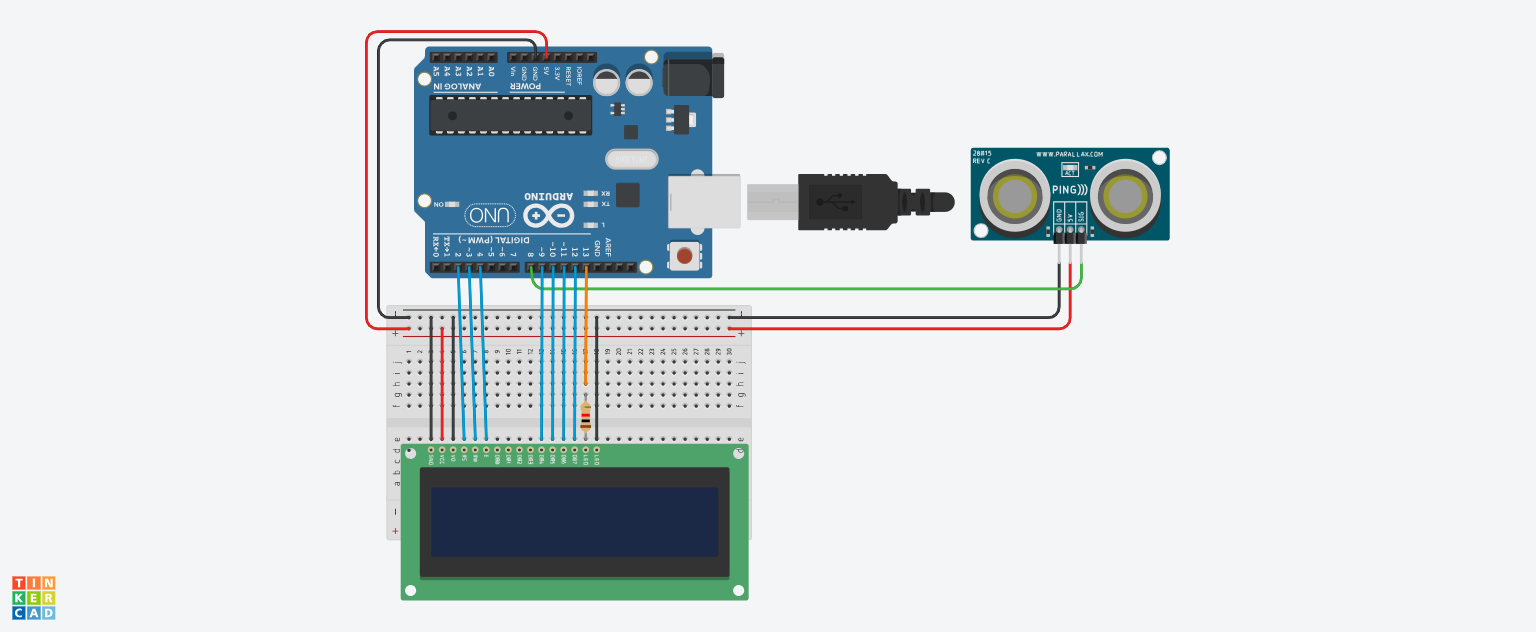 A5 A4 A3 A2 A1 A0
Vin GND GND 5V 3.3V RESET IOREF
ANALOG IN
POWER
RX
TX
ARDUINO
ON
UNO
L
DIGITAL (PWM ~)
RX←0 TX→1 2 ~3 4 ~5 ~6 7
8 ~9 ~10 ~11 12 13 GND AREF
28015
REV C
WWW.PARALLAX.COM
ACT
PING)))
GND 5V SIG
1 2 3 4 5 6 7 8 9 10 11 12 13 14 15 16 17 18 19 20 21 22 23 24 25 26 27 28 29 30
j
i
h
g
f
e
d
c
b
a
GND VCC V0 RS RW E DB0 DB1 DB2 DB3 DB4 DB5 DB6 DB7 LED LED
TIN
KER
CAD